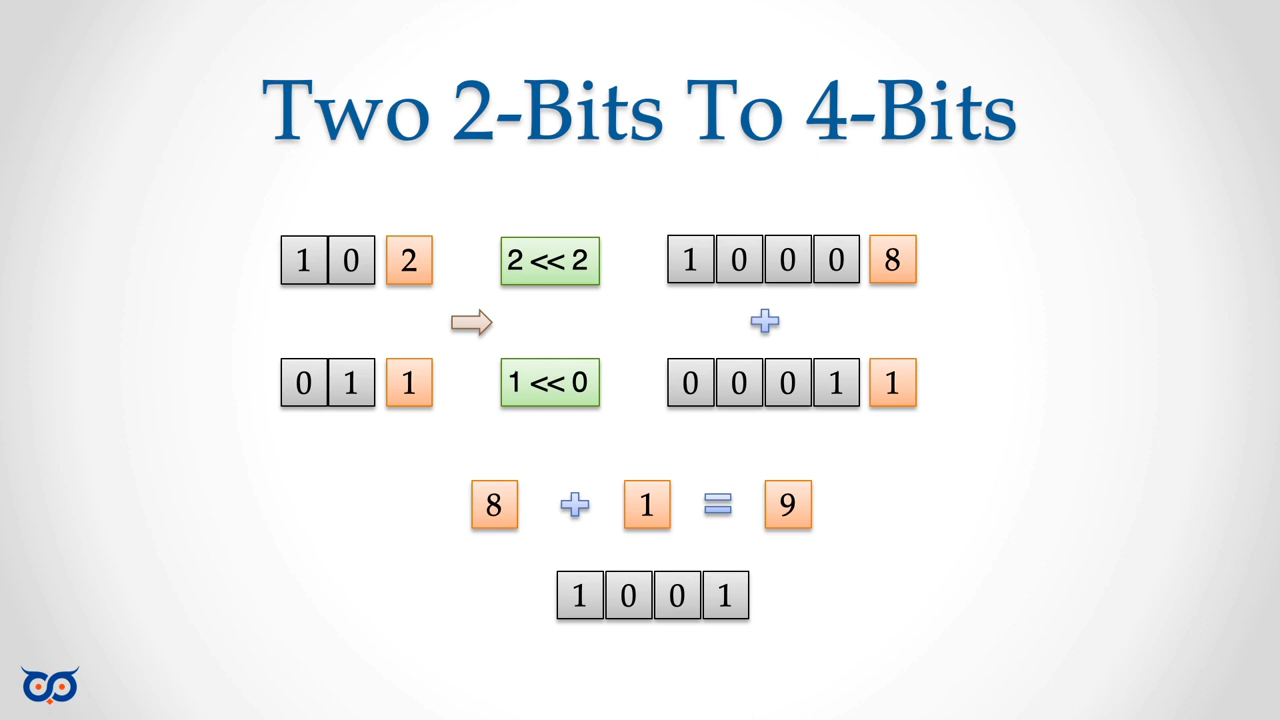 Two 2-Bits To 4-Bits
1 0 2 2 << 2 1 0 0 0 8
+
0 1 1 1 << 0 0 0 0 1 1
8 + 1 = 9
1 0 0 1